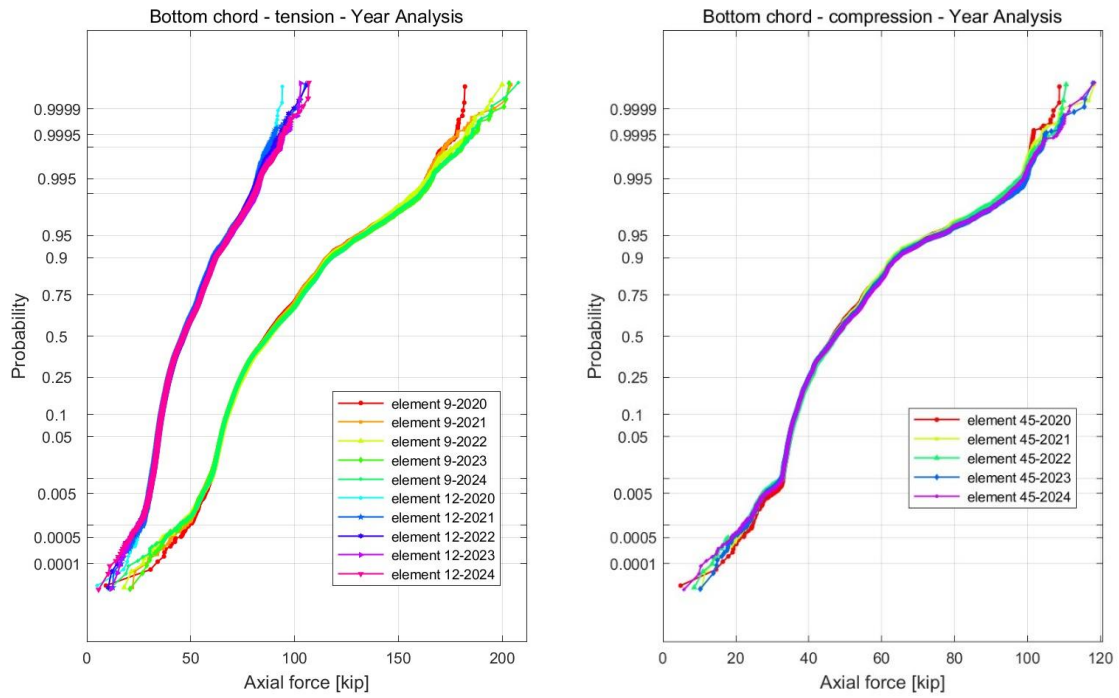 Bottom chord - tension - Year Analysis
Probability
0.9999
0.9995
0.995
0.95
0.9
0.75
0.5
0.25
0.1
0.05
0.005
0.0005
0.0001
element 9-2020
element 9-2021
element 9-2022
element 9-2023
element 9-2024
element 12-2020
element 12-2021
element 12-2022
element 12-2023
element 12-2024
0 50 100 150 200
Axial force [kip]
Bottom chord - compression - Year Analysis
Probability
0.9999
0.9995
0.995
0.95
0.9
0.75
0.5
0.25
0.1
0.05
0.005
0.0005
0.0001
element 45-2020
element 45-2021
element 45-2022
element 45-2023
element 45-2024
0 20 40 60 80 100 120
Axial force [kip]